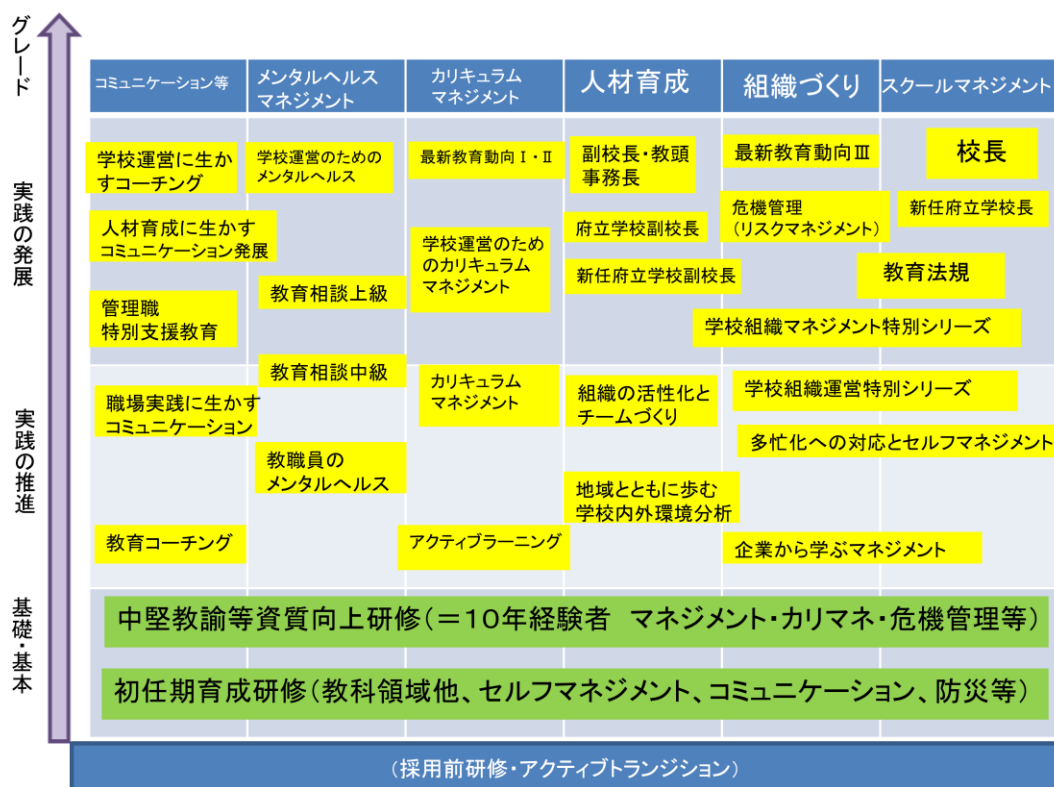 グレード
コミュニケーション等
メンタルヘルス
マネジメント
カリキュラム
マネジメント
人材育成
組織づくり
スクールマネジメント
実践の発展
学校運営に生か
すコーチング
学校運営のための
メンタルヘルス
最新教育動向Ⅰ・Ⅱ
副校長・教頭
事務長
最新教育動向Ⅲ
校長
人材育成に生かす
コミュニケーション発展
学校運営のため
のカリキュラム
マネジメント
府立学校副校長
危機管理
(リスクマネジメント)
新任府立学校長
管理職
特別支援教育
教育相談上級
新任府立学校副校長
教育法規
学校組織マネジメント特別シリーズ
実践の推進
教育相談中級
職場実践に生かす
コミュニケーション
カリキュラム
マネジメント
組織の活性化と
チームづくり
学校組織運営特別シリーズ
多忙化への対応とセルフマネジメント
教職員の
メンタルヘルス
地域とともに歩む
学校内外環境分析
教育コーチング
アクティブラーニング
企業から学ぶマネジメント
基礎・基本
中堅教諭等資質向上研修(=10年経験者　マネジメント・カリマネ・危機管理等)
初任期育成研修(教科領域他、セルフマネジメント、コミュニケーション、防災等)
(採用前研修・アクティブトランジション)